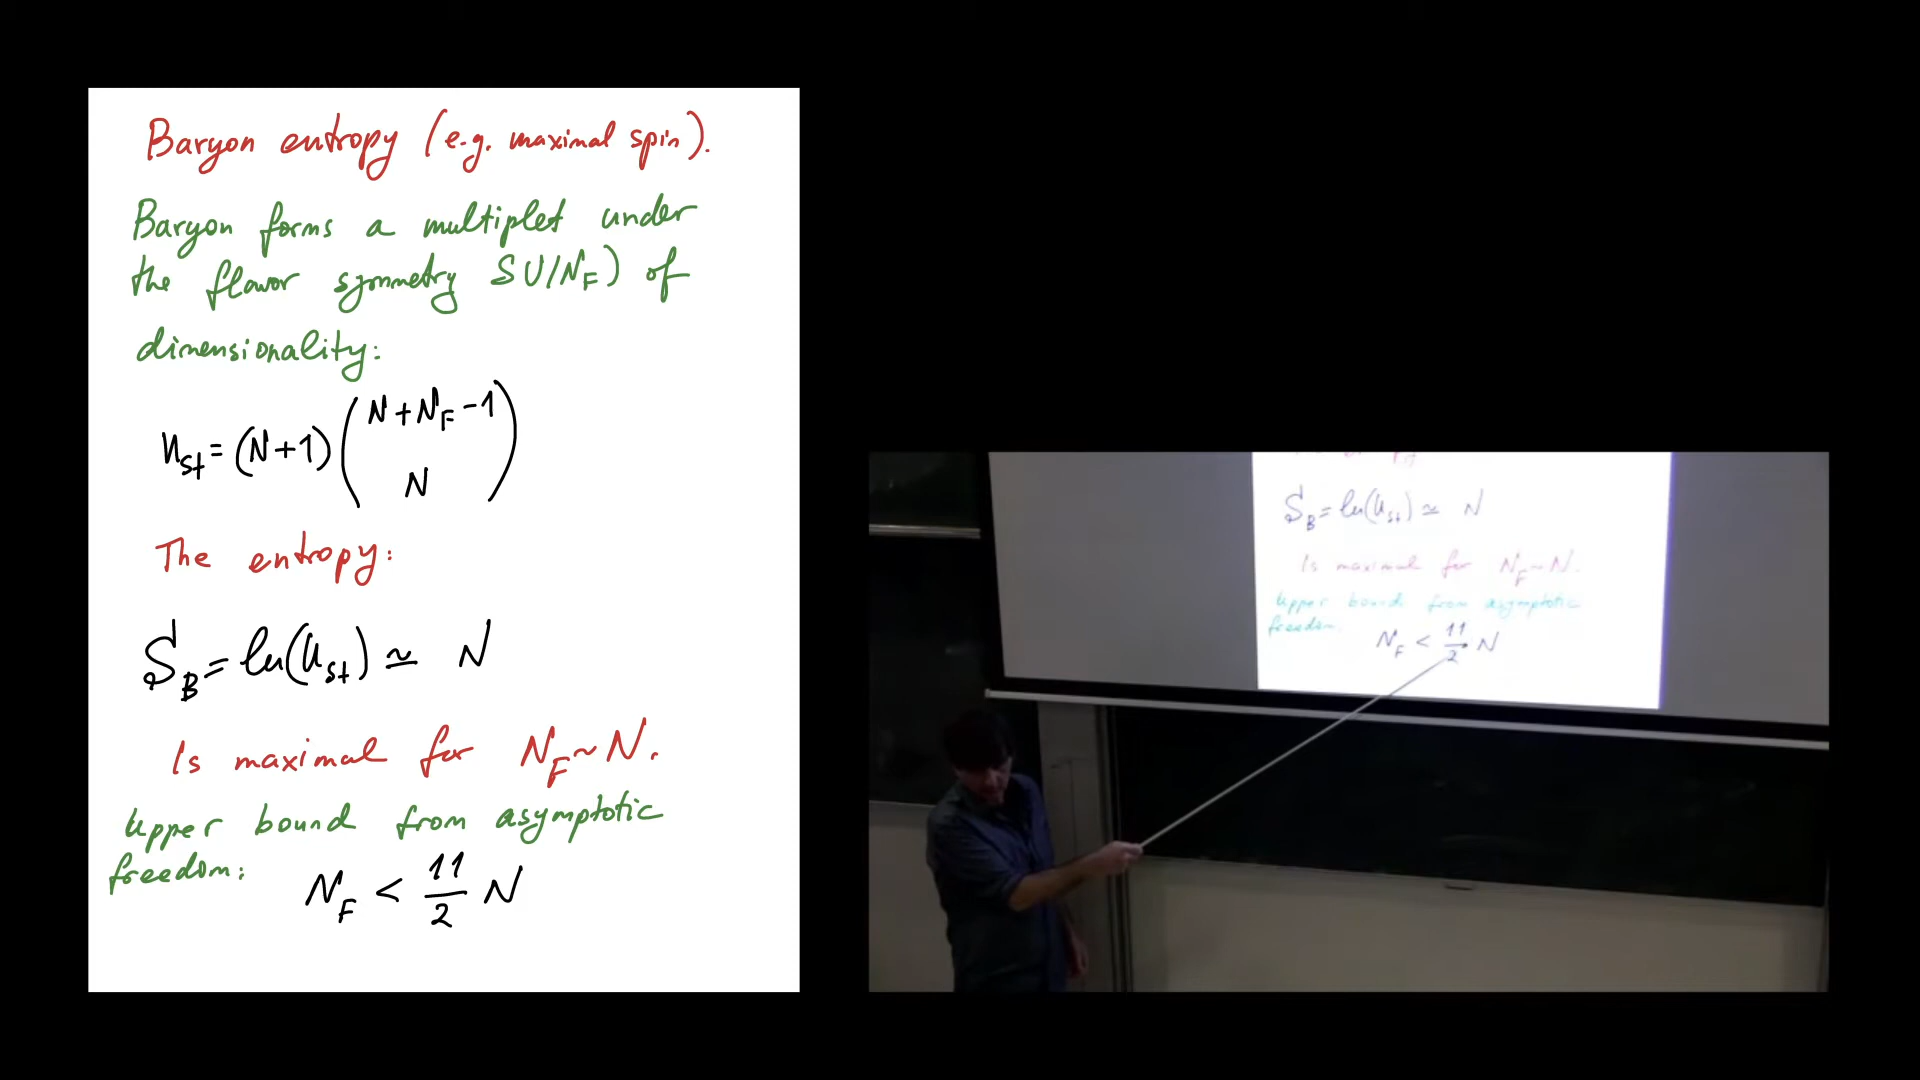 Baryon entropy (e.g. maximal spin).
Baryon forms a multiplet under
the flavor symmetry SU(N_F) of
dimensionality:
n_st = (N+1) (N+N_F-1
N)
The entropy:
S_B = ln(n_st) ≃ N
Is maximal for N_F ~ N.
Upper bound from asymptotic
freedom: N_F < 11/2 N
S_B = ln(n_st) ≃ N
Is maximal for N_F ~ N.
Upper bound from asymptotic
freedom:
N_F < 11/2 N